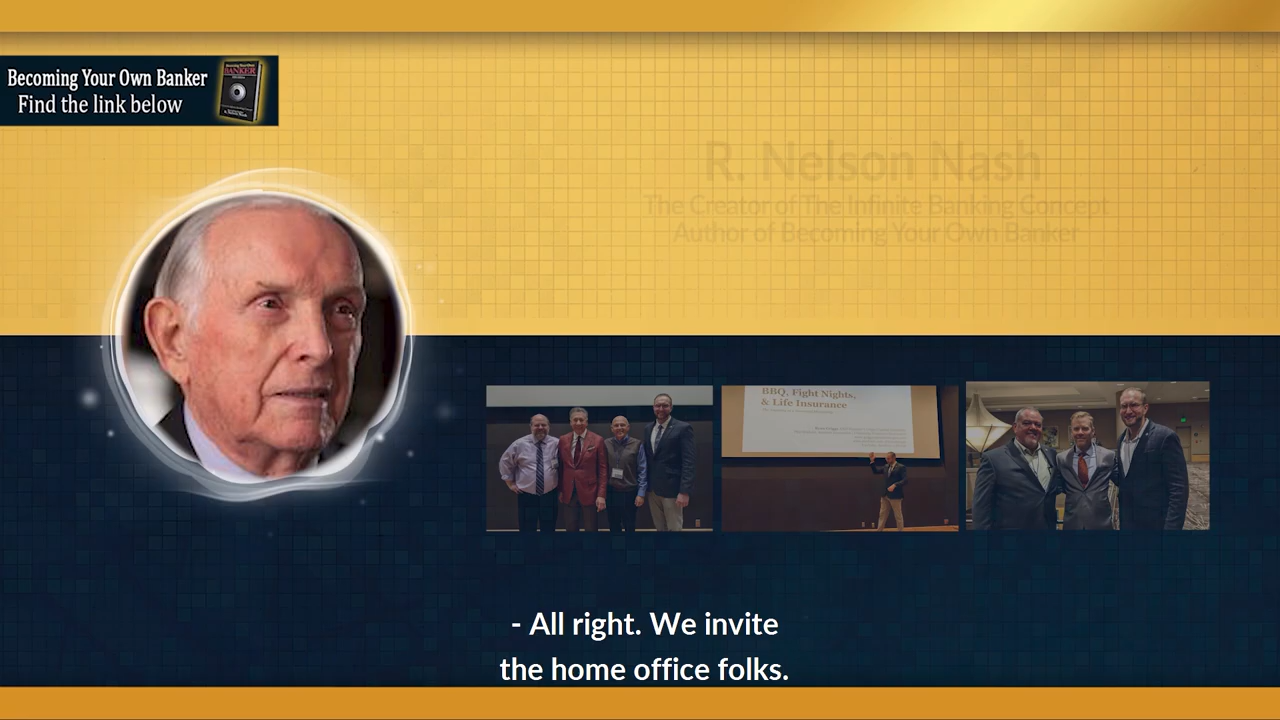 Becoming Your Own Banker
Find the link below
BANKER
R. Nelson Nash
The Creator of The Infinite Banking Concept
Author of Becoming Your Own Banker
BBQ, Fight Nights,
& Life Insurance
- All right. We invite
the home office folks.